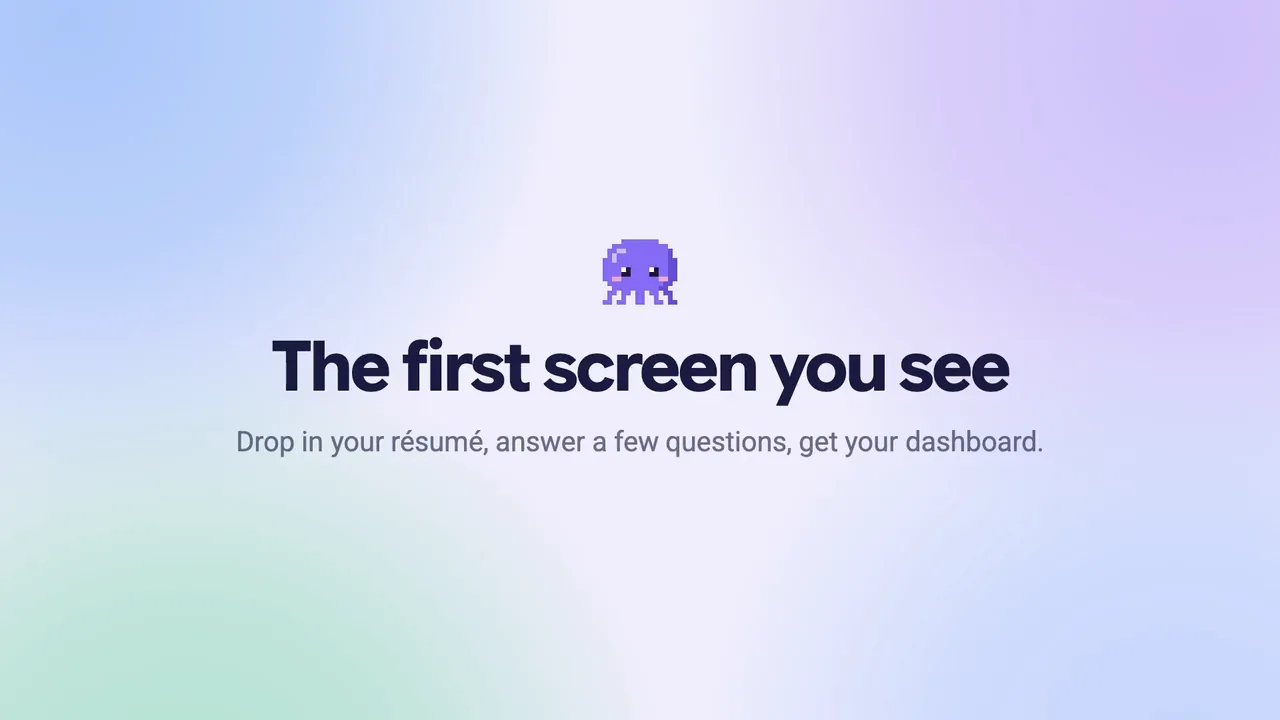 The first screen you see
Drop in your résumé, answer a few questions, get your dashboard.